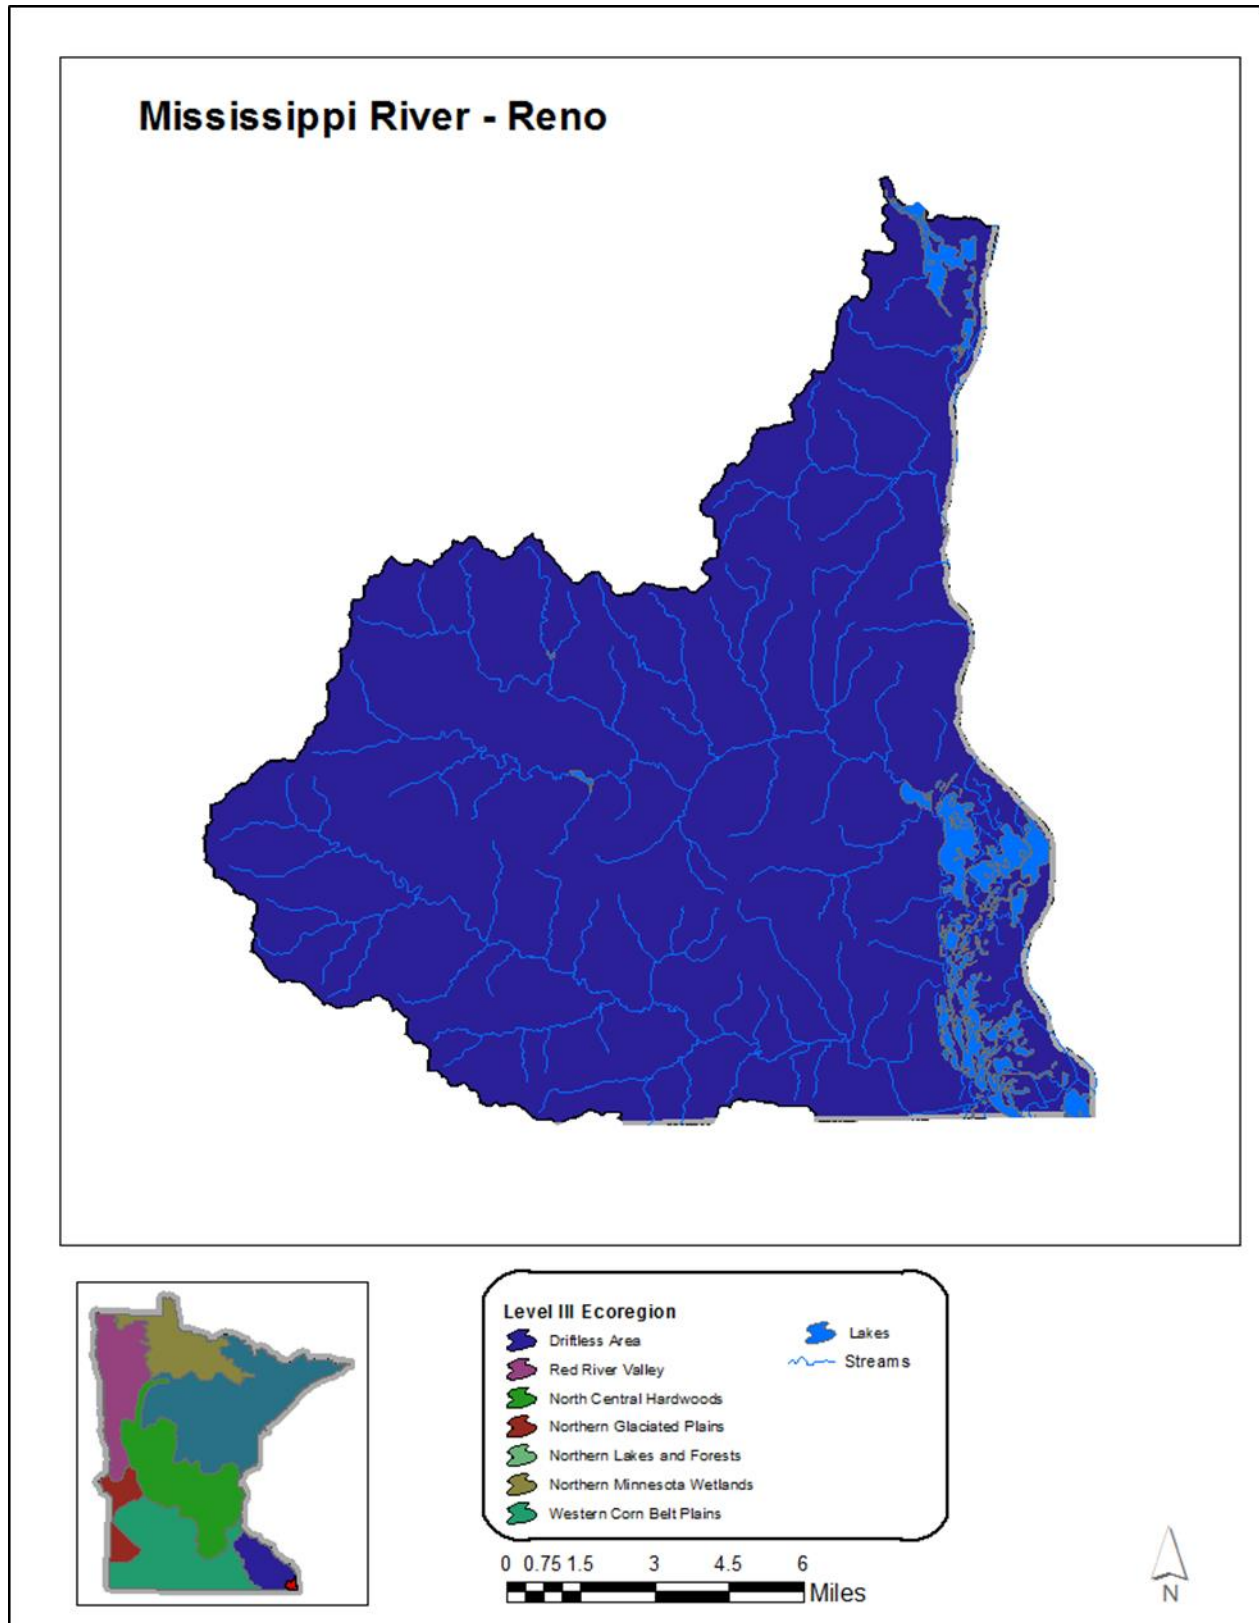 Mississippi River - Reno
Level III Ecoregion
Driftless Area
Red River Valley
North Central Hardwoods
Northern Glaciated Plains
Northern Lakes and Forests
Northern Minnesota Wetlands
Western Corn Belt Plains
Lakes
Streams
0 0.75 1.5 3 4.5 6
Miles
N